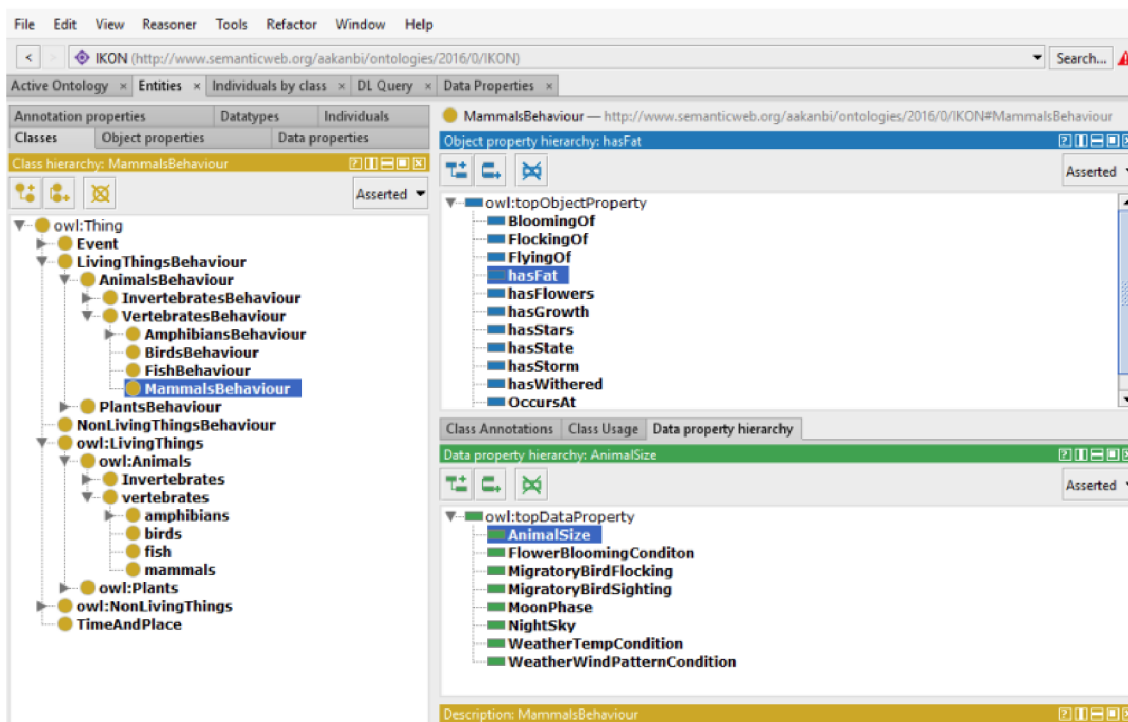 File Edit View Reasoner Tools Refactor Window Help
< > IKON (http://www.semanticweb.org/aakanbi/ontologies/2016/0/IKON) Search...
Active Ontology × Entities × Individuals by class × DL Query × Data Properties ×
Annotation properties Datatypes Individuals
Classes Object properties Data properties
Class hierarchy: MammalsBehaviour
Asserted
owl:Thing
Event
LivingThingsBehaviour
AnimalsBehaviour
InvertebratesBehaviour
VertebratesBehaviour
AmphibiansBehaviour
BirdsBehaviour
FishBehaviour
MammalsBehaviour
PlantsBehaviour
NonLivingThingsBehaviour
owl:LivingThings
owl:Animals
Invertebrates
vertebrates
amphibians
birds
fish
mammals
owl:Plants
owl:NonLivingThings
TimeAndPlace
MammalsBehaviour — http://www.semanticweb.org/aakanbi/ontologies/2016/0/IKON#MammalsBehaviour
Object property hierarchy: hasFat
Asserted
owl:topObjectProperty
BloomingOf
FlockingOf
FlyingOf
hasFat
hasFlowers
hasGrowth
hasStars
hasState
hasStorm
hasWithered
OccursAt
Class Annotations Class Usage Data property hierarchy
Data property hierarchy: AnimalSize
Asserted
owl:topDataProperty
AnimalSize
FlowerBloomingConditon
MigratoryBirdFlocking
MigratoryBirdSighting
MoonPhase
NightSky
WeatherTempCondition
WeatherWindPatternCondition
Description: MammalsBehaviour